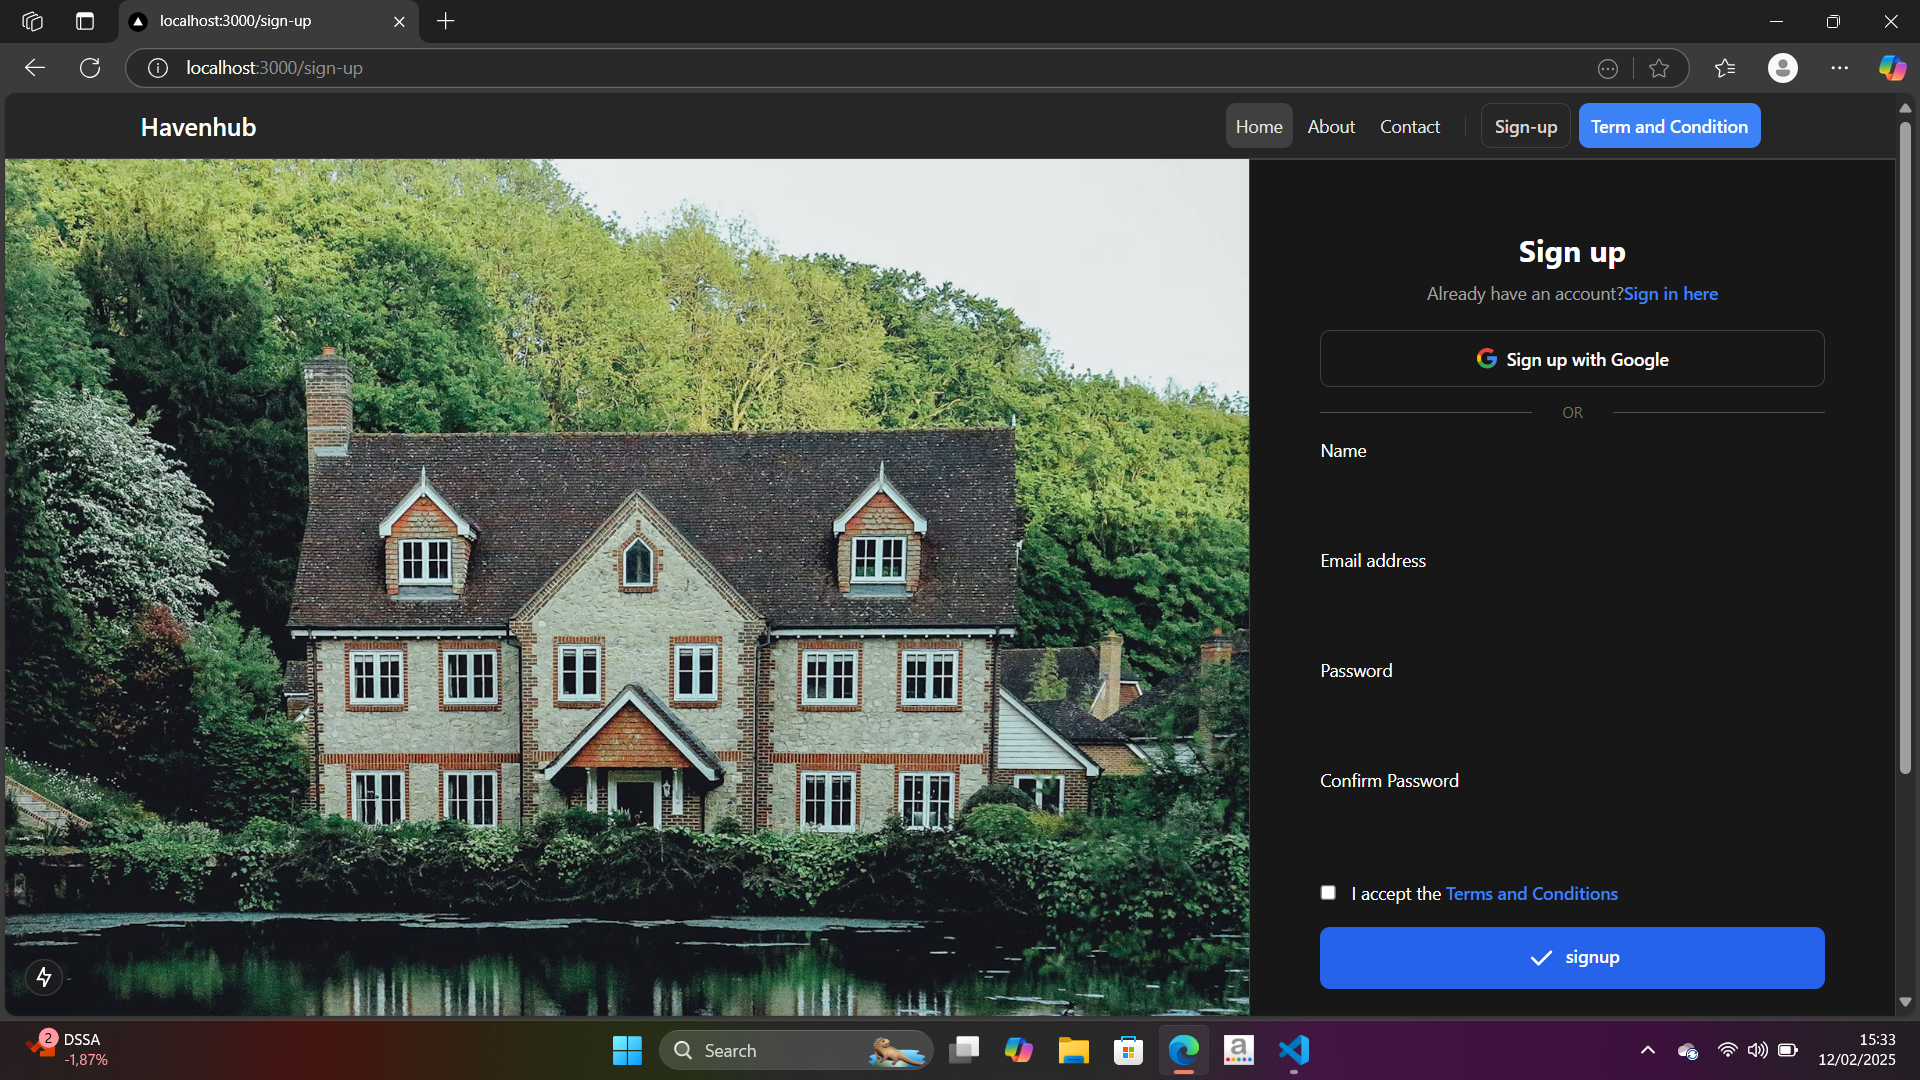 localhost:3000/sign-up
localhost:3000/sign-up
Havenhub
Home
About
Contact
Sign-up
Term and Condition
Sign up
Already have an account?Sign in here
Sign up with Google
OR
Name
Email address
Password
Confirm Password
I accept the Terms and Conditions
signup
2
DSSA
-1,87%
Search
a
15:33
12/02/2025